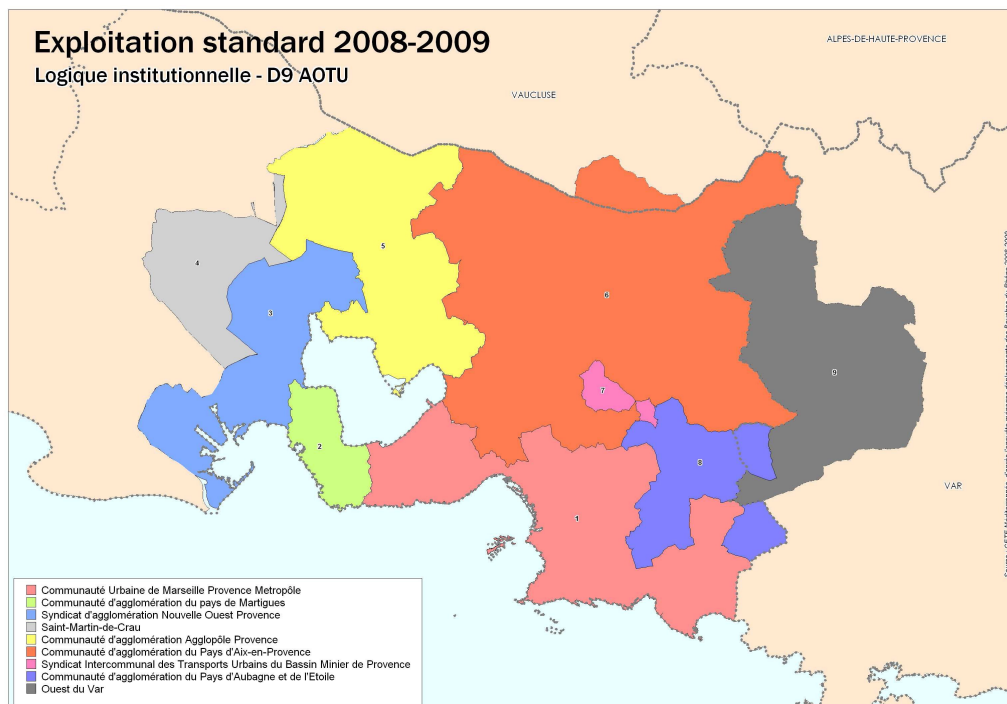 Exploitation standard 2008-2009
Logique institutionnelle - D9 AOTU
ALPES-DE-HAUTE-PROVENCE
VAUCLUSE
5
4
6
3
9
7
2
8
VAR
1
Communauté Urbaine de Marseille Provence Metropôle
Communauté d'agglomération du pays de Martigues
Syndicat d'agglomération Nouvelle Ouest Provence
Saint-Martin-de-Crau
Communauté d'agglomération Agglopôle Provence
Communauté d'agglomération du Pays d'Aix-en-Provence
Syndicat Intercommunal des Transports Urbains du Bassin Minier de Provence
Communauté d'agglomération du Pays d'Aubagne et de l'Etoile
Ouest du Var